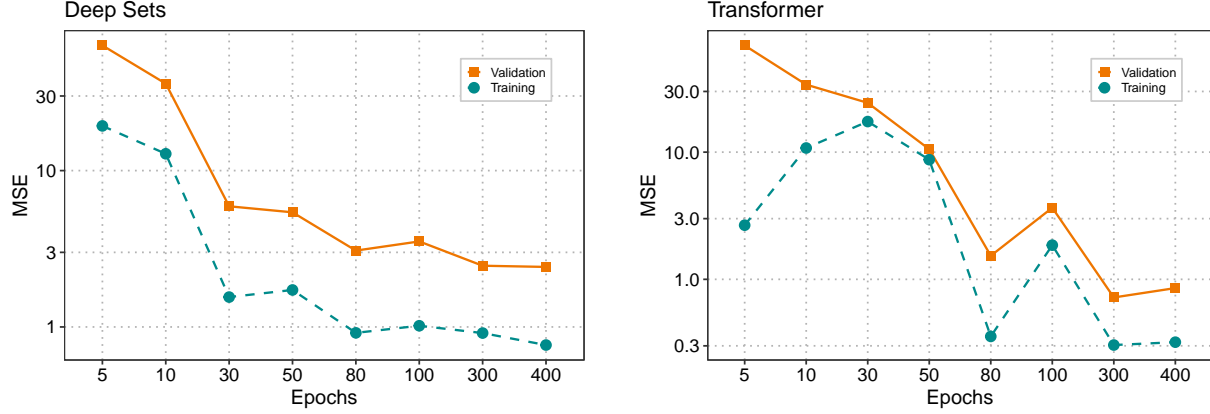 Deep Sets
MSE
30
10
3
1
Validation
Training
5 10 30 50 80 100 300 400
Epochs
Transformer
MSE
30.0
10.0
3.0
1.0
0.3
Validation
Training
5 10 30 50 80 100 300 400
Epochs